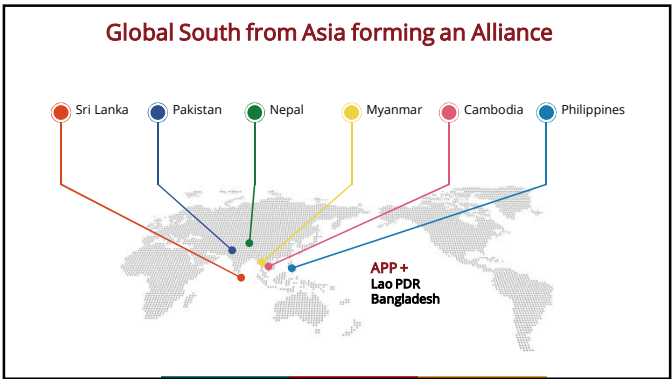 Global South from Asia forming an Alliance
Sri Lanka
Pakistan
Nepal
Myanmar
Cambodia
Philippines
APP +
Lao PDR
Bangladesh